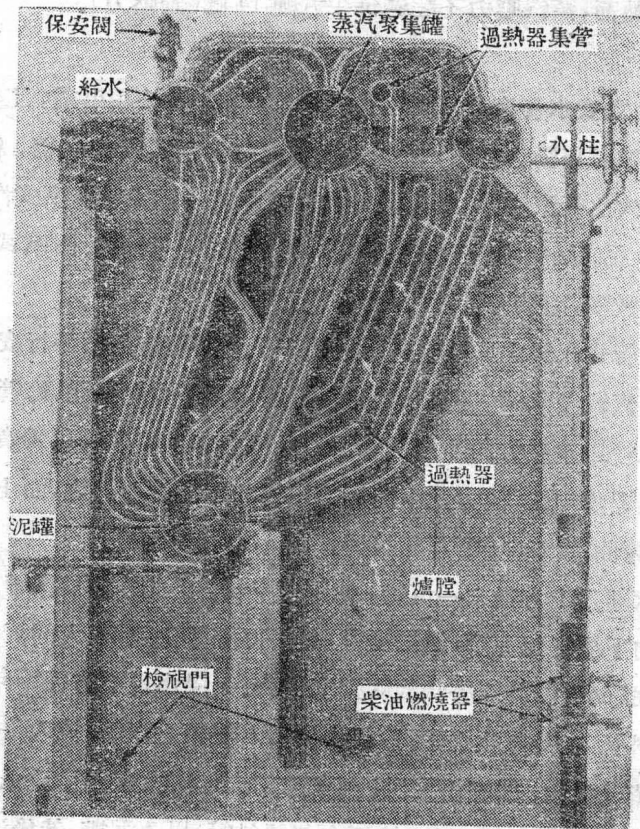 保安閥
蒸汽聚集罐
過熱器集管
給水
水柱
過熱器
泥罐
爐膛
檢視門
柴油燃燒器